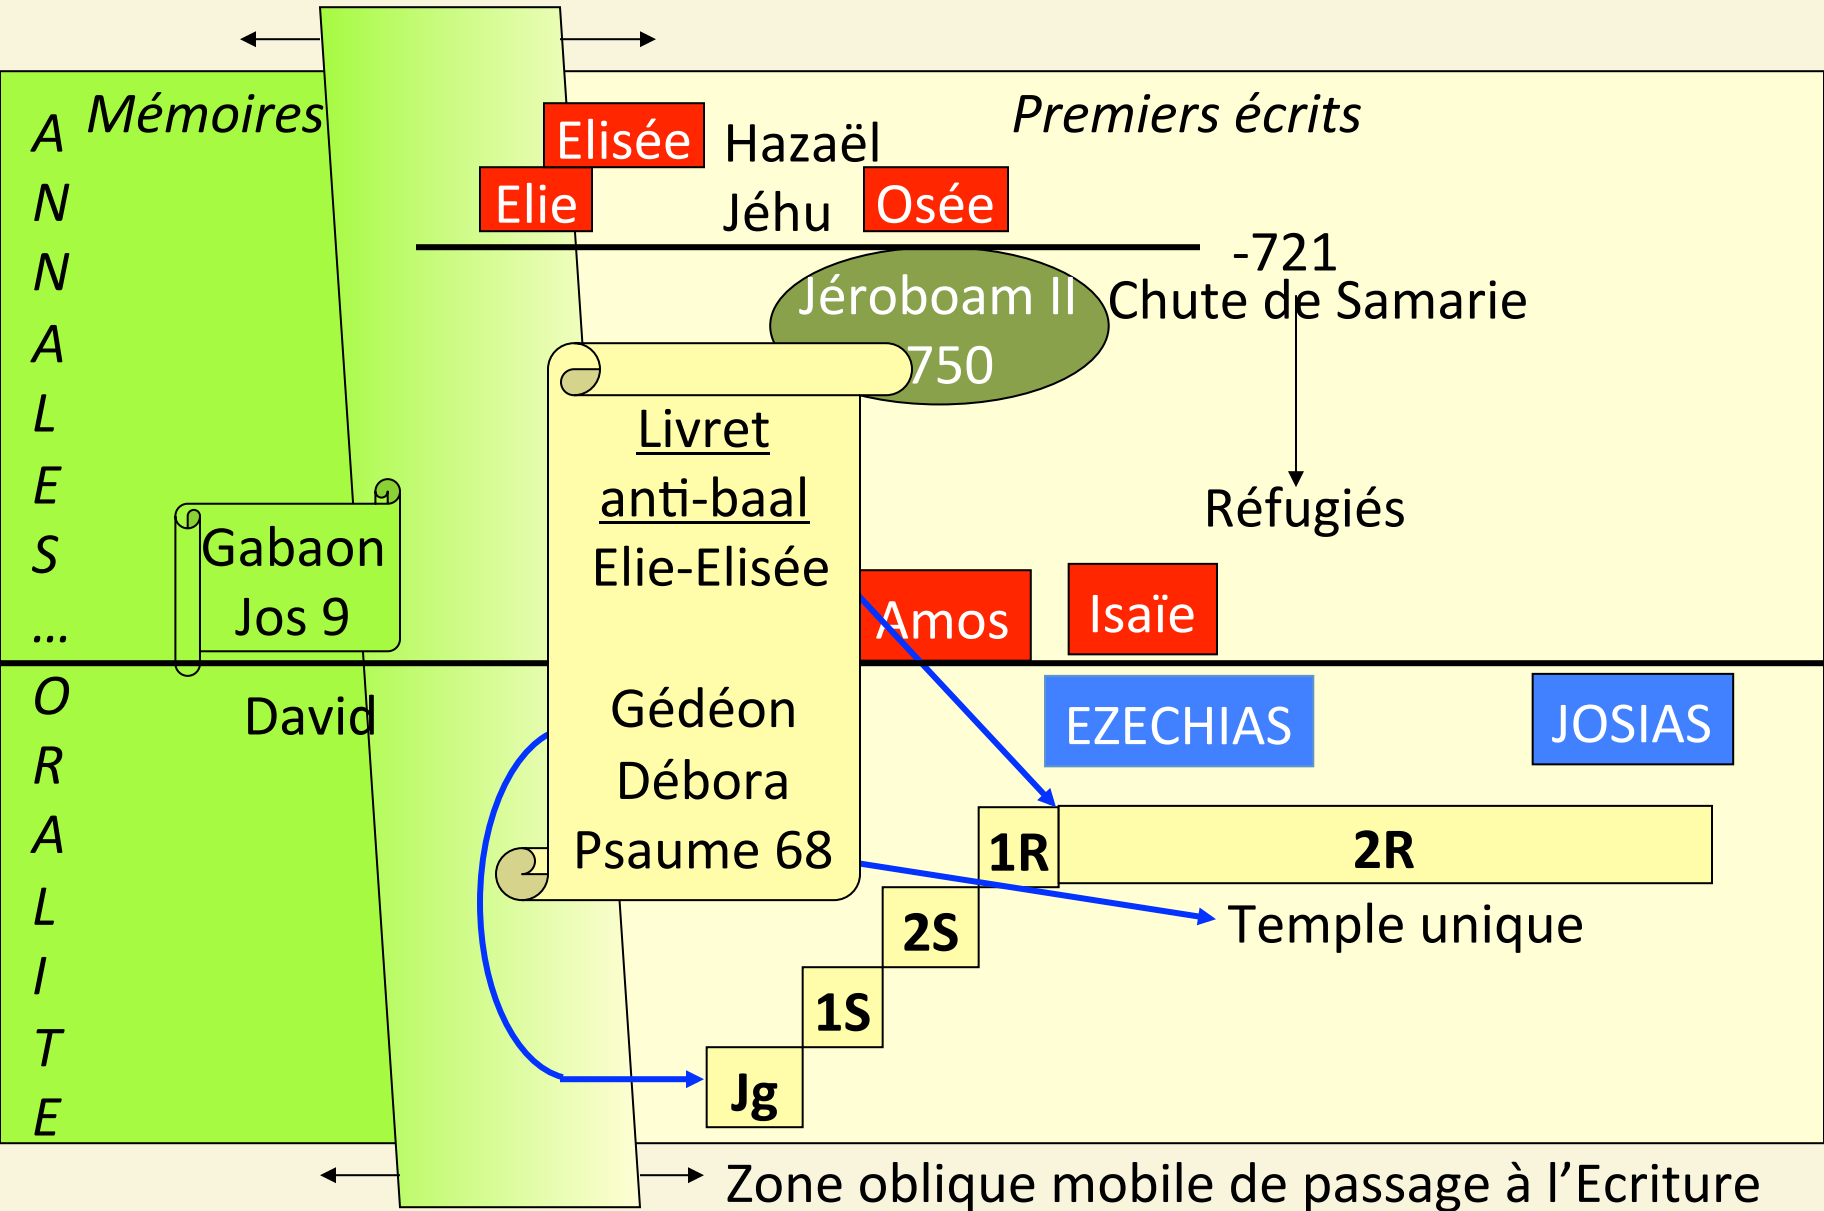 Mémoires
Premiers écrits
A
N
N
A
L
E
S
...
O
R
A
L
I
T
E
Elisée
Hazaël
Elie
Jéhu
Osée
-721
Chute de Samarie
Jéroboam II
750
Réfugiés
Livret
anti-baal
Elie-Elisée
Gédéon
Débora
Psaume 68
Gabaon
Jos 9
Amos
Isaïe
David
EZECHIAS
JOSIAS
1R
2R
2S
Temple unique
1S
Jg
Zone oblique mobile de passage à l’Ecriture